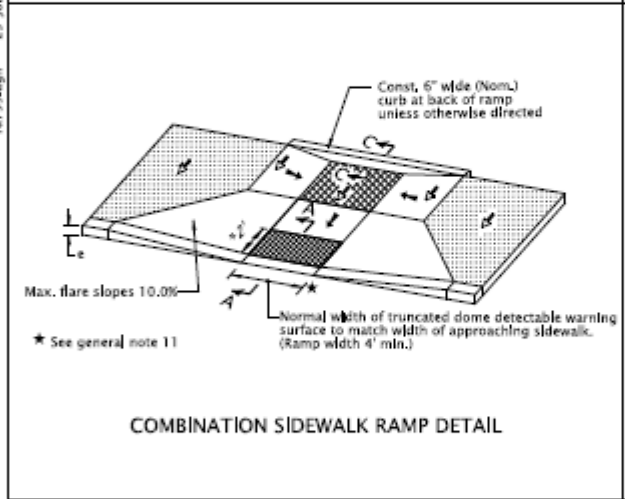 Const. 6" wide (Nom.)
curb at back of ramp
unless otherwise directed
C
C
A
2'
e
Max. flare slopes 10.0%
A
★
Normal width of truncated dome detectable warning
surface to match width of approaching sidewalk.
(Ramp width 4' min.)
★ See general note 11
COMBINATION SIDEWALK RAMP DETAIL